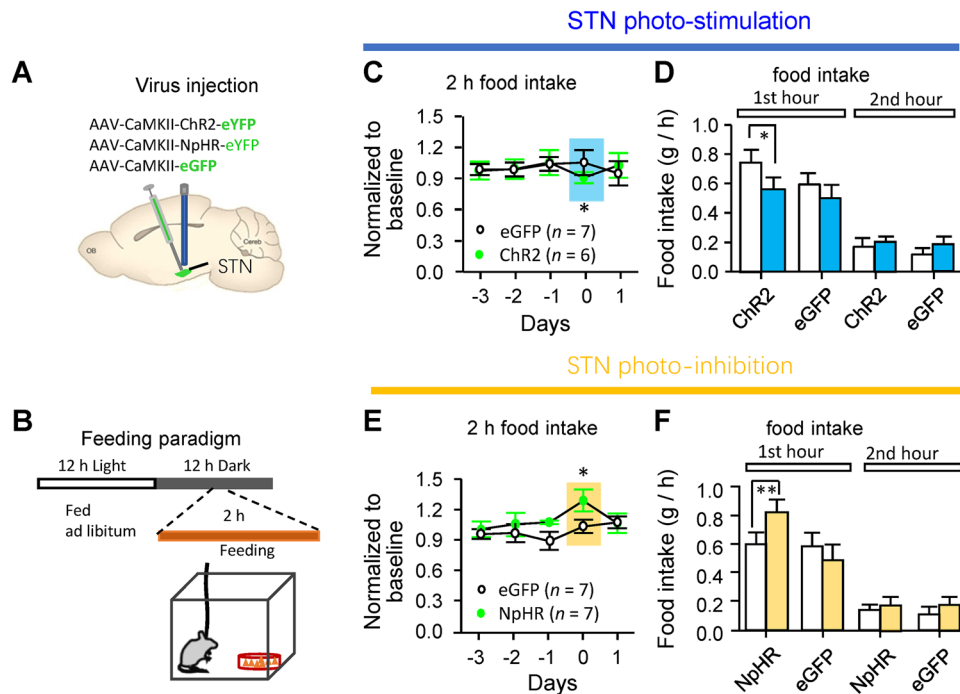 STN photo-stimulation
A
Virus injection
AAV-CaMKII-ChR2-eYFP
AAV-CaMKII-NpHR-eYFP
AAV-CaMKII-eGFP
OB
Cereb
STN
C
2 h food intake
Normalized to
baseline
1.5
1.2
0.9
0.6
0.3
0.0
*
eGFP (n = 7)
ChR2 (n = 6)
-3 -2 -1 0 1
Days
D
food intake
1st hour 2nd hour
Food intake (g / h)
1.0
0.8
0.6
0.4
0.2
0.0
*
ChR2 eGFP ChR2 eGFP
STN photo-inhibition
B
Feeding paradigm
12 h Light 12 h Dark
Fed
ad libitum
2 h
Feeding
E
2 h food intake
Normalized to
baseline
1.5
1.2
0.9
0.6
0.3
0.0
*
eGFP (n = 7)
NpHR (n = 7)
-3 -2 -1 0 1
Days
F
food intake
1st hour 2nd hour
Food intake (g / h)
1.0
0.8
0.6
0.4
0.2
0.0
**
NpHR eGFP NpHR eGFP